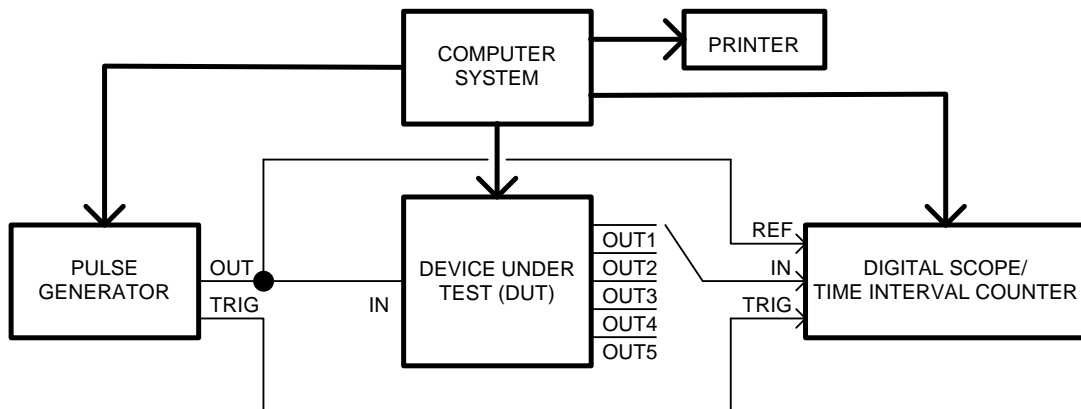 COMPUTER
SYSTEM
PRINTER
PULSE
GENERATOR
OUT
TRIG
IN
DEVICE UNDER
TEST (DUT)
OUT1
OUT2
OUT3
OUT4
OUT5
REF
IN
TRIG
DIGITAL SCOPE/
TIME INTERVAL COUNTER